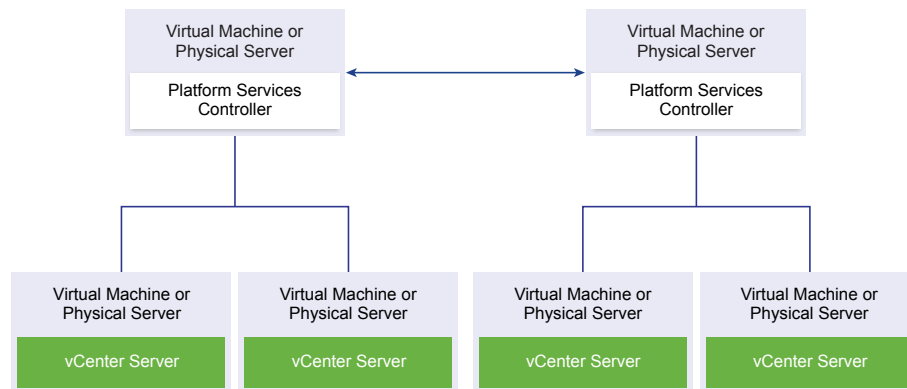 Virtual Machine or
Physical Server
Platform Services
Controller
Virtual Machine or
Physical Server
Platform Services
Controller
Virtual Machine or
Physical Server
vCenter Server
Virtual Machine or
Physical Server
vCenter Server
Virtual Machine or
Physical Server
vCenter Server
Virtual Machine or
Physical Server
vCenter Server